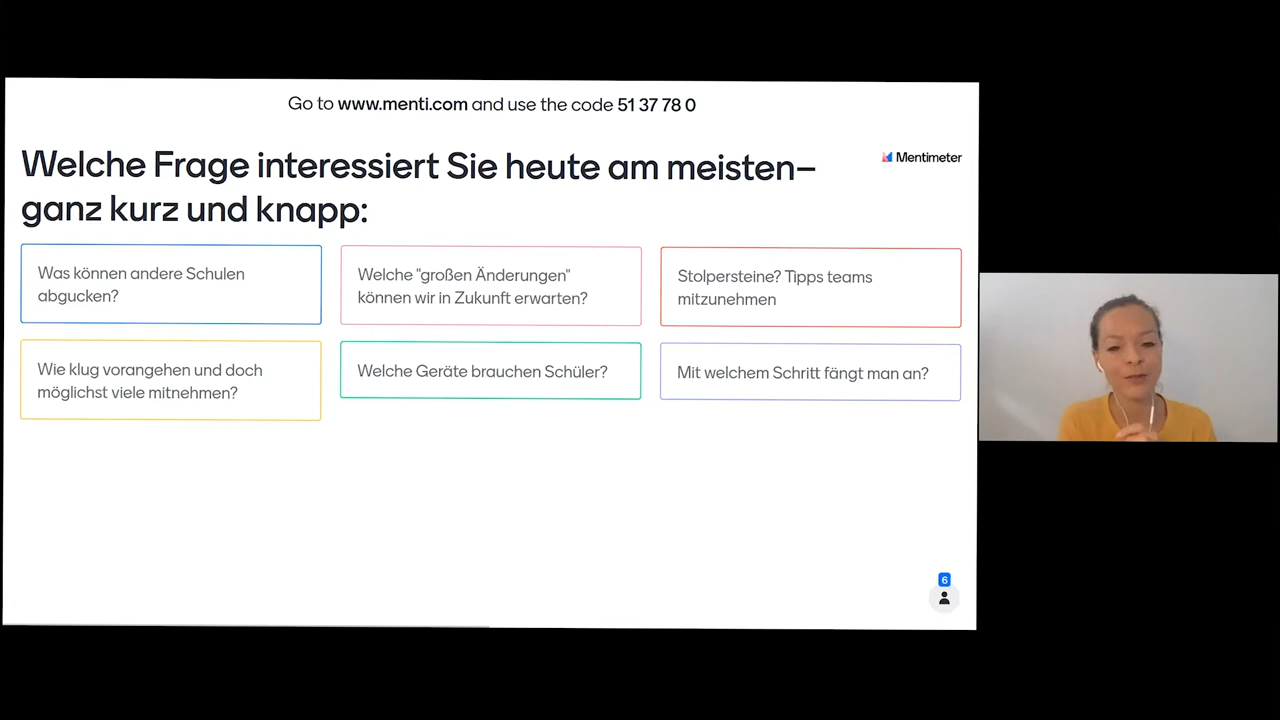 Go to www.menti.com and use the code 51 37 78 0
Welche Frage interessiert Sie heute am meisten–
ganz kurz und knapp:
Mentimeter
Was können andere Schulen
abgucken?
Welche "großen Änderungen"
können wir in Zukunft erwarten?
Stolpersteine? Tipps teams
mitzunehmen
Wie klug vorangehen und doch
möglichst viele mitnehmen?
Welche Geräte brauchen Schüler?
Mit welchem Schritt fängt man an?
6